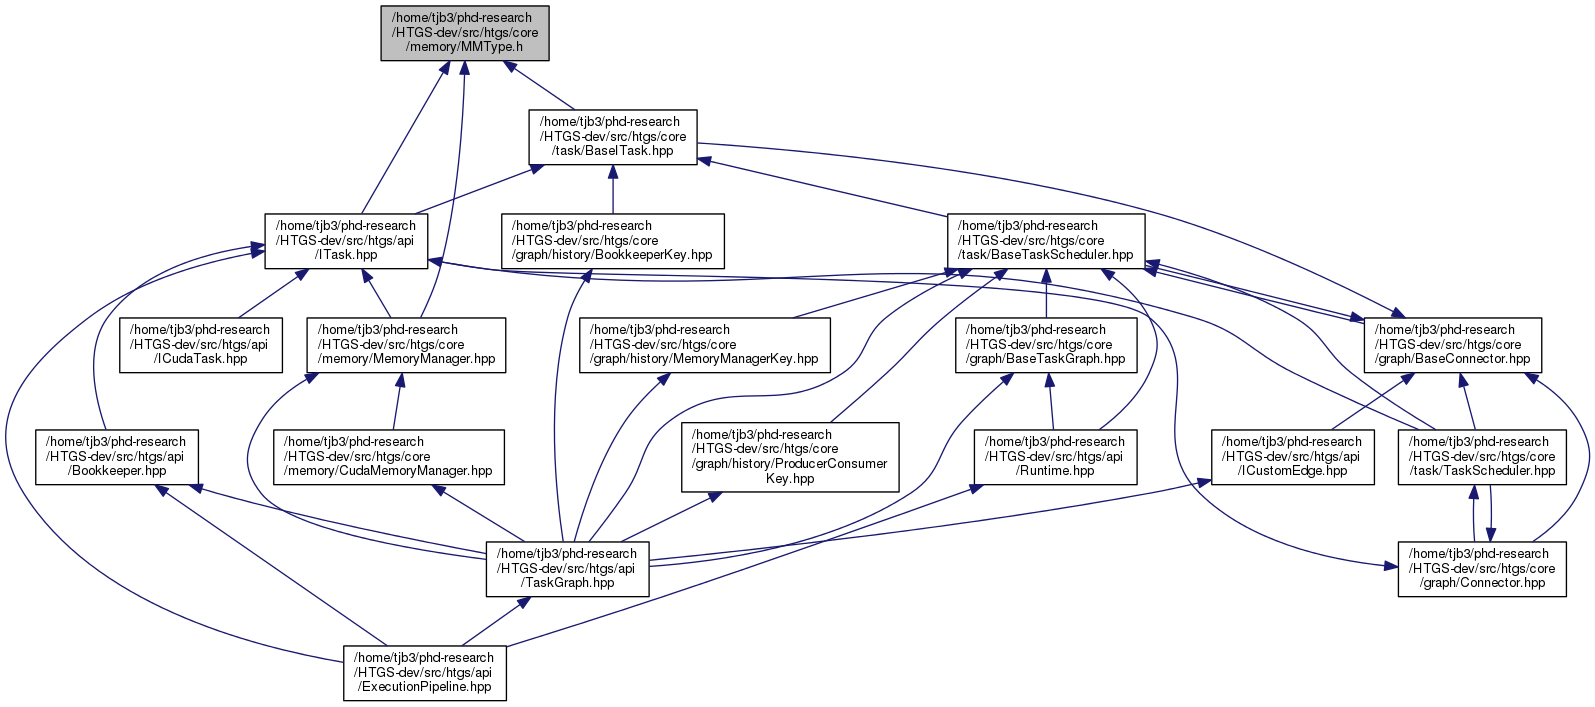 /home/tjb3/phd-research
/HTGS-dev/src/htgs/core
/memory/MMType.h
/home/tjb3/phd-research
/HTGS-dev/src/htgs/core
/task/BaseITask.hpp
/home/tjb3/phd-research
/HTGS-dev/src/htgs/api
/ITask.hpp
/home/tjb3/phd-research
/HTGS-dev/src/htgs/core
/graph/history/BookkeeperKey.hpp
/home/tjb3/phd-research
/HTGS-dev/src/htgs/core
/task/BaseTaskScheduler.hpp
/home/tjb3/phd-research
/HTGS-dev/src/htgs/api
/ICudaTask.hpp
/home/tjb3/phd-research
/HTGS-dev/src/htgs/core
/memory/MemoryManager.hpp
/home/tjb3/phd-research
/HTGS-dev/src/htgs/core
/graph/history/MemoryManagerKey.hpp
/home/tjb3/phd-research
/HTGS-dev/src/htgs/core
/graph/BaseTaskGraph.hpp
/home/tjb3/phd-research
/HTGS-dev/src/htgs/core
/graph/BaseConnector.hpp
/home/tjb3/phd-research
/HTGS-dev/src/htgs/api
/Bookkeeper.hpp
/home/tjb3/phd-research
/HTGS-dev/src/htgs/core
/memory/CudaMemoryManager.hpp
/home/tjb3/phd-research
/HTGS-dev/src/htgs/core
/graph/history/ProducerConsumer
Key.hpp
/home/tjb3/phd-research
/HTGS-dev/src/htgs/api
/Runtime.hpp
/home/tjb3/phd-research
/HTGS-dev/src/htgs/api
/ICustomEdge.hpp
/home/tjb3/phd-research
/HTGS-dev/src/htgs/core
/task/TaskScheduler.hpp
/home/tjb3/phd-research
/HTGS-dev/src/htgs/api
/TaskGraph.hpp
/home/tjb3/phd-research
/HTGS-dev/src/htgs/core
/graph/Connector.hpp
/home/tjb3/phd-research
/HTGS-dev/src/htgs/api
/ExecutionPipeline.hpp